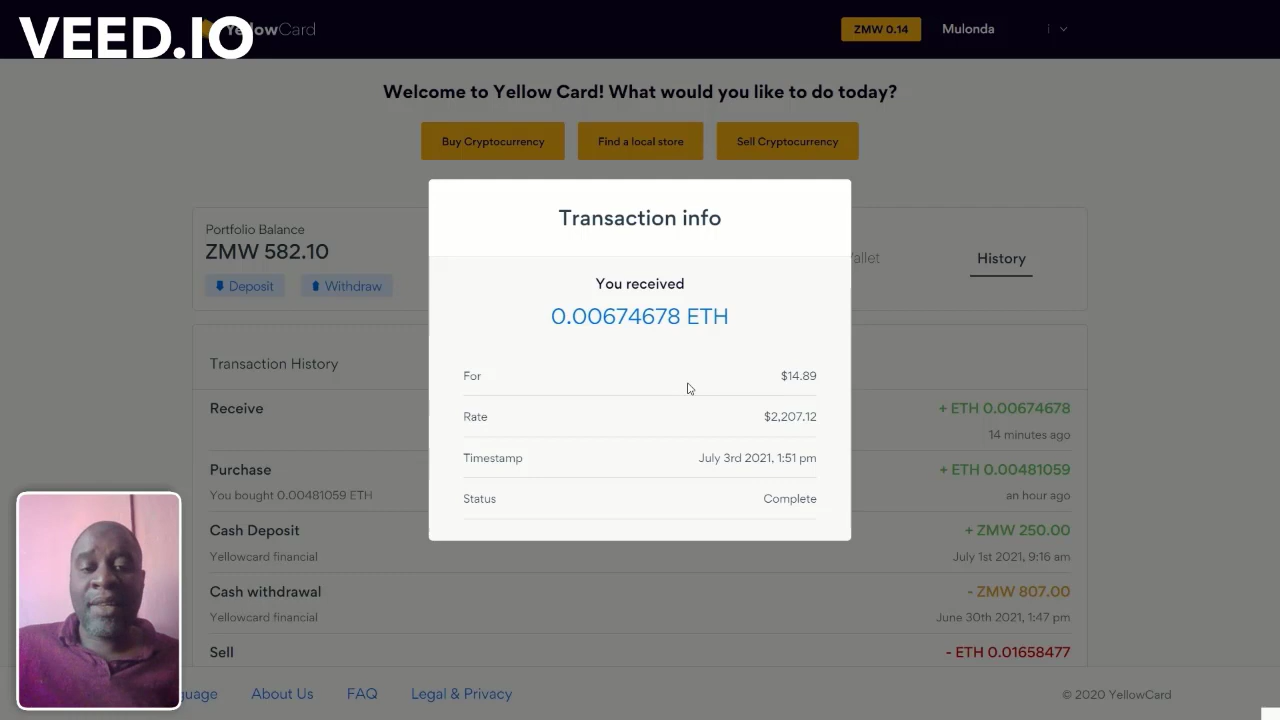 VEED.IO
YellowCard
ZMW 0.14
Mulonda
Welcome to Yellow Card! What would you like to do today?
Buy Cryptocurrency
Find a local store
Sell Cryptocurrency
Portfolio Balance
ZMW 582.10
Deposit
Withdraw
History
Transaction info
You received
0.00674678 ETH
For $14.89
Rate $2,207.12
Timestamp July 3rd 2021, 1:51 pm
Status Complete
Transaction History
Receive + ETH 0.00674678
14 minutes ago
Purchase + ETH 0.00481059
You bought 0.00481059 ETH an hour ago
Cash Deposit + ZMW 250.00
Yellowcard financial July 1st 2021, 9:16 am
Cash withdrawal - ZMW 807.00
Yellowcard financial June 30th 2021, 1:47 pm
Sell - ETH 0.01658477
About Us FAQ Legal & Privacy © 2020 YellowCard